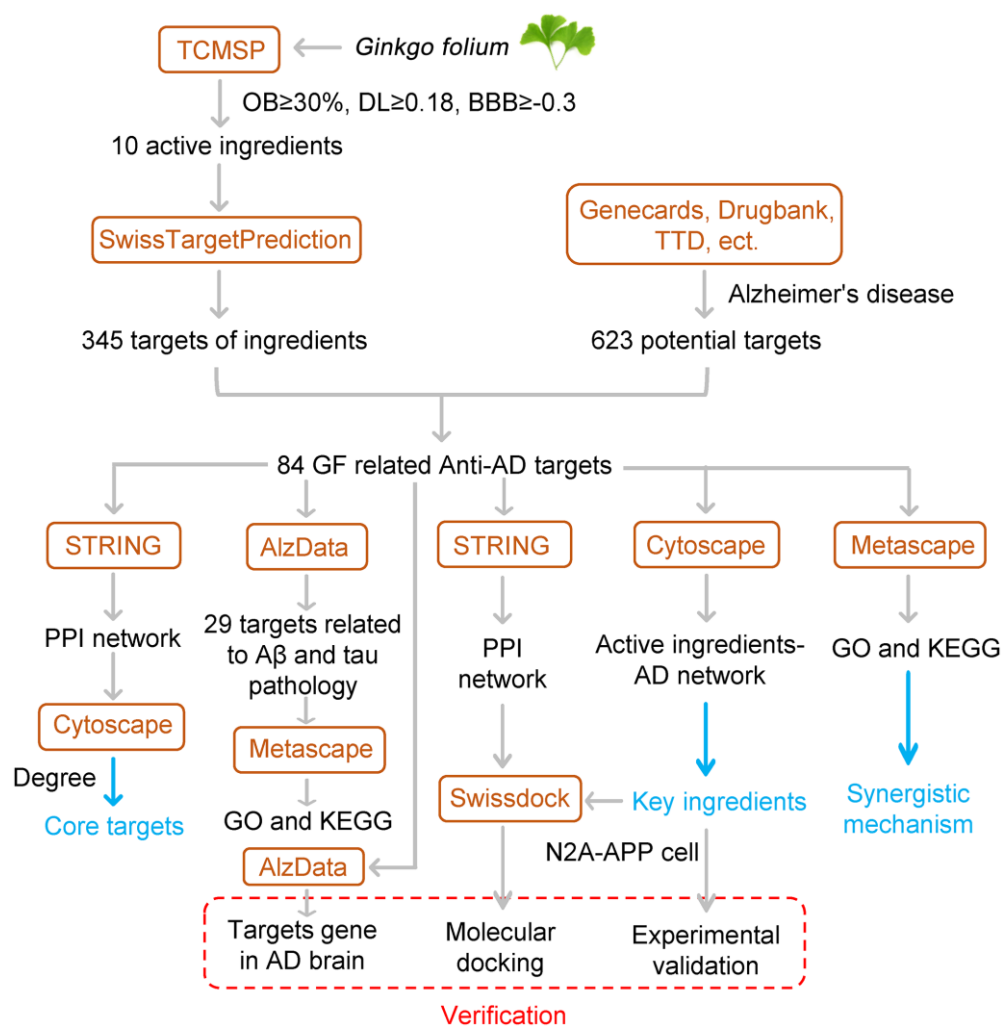 TCMSP
Ginkgo folium
OB≥30%, DL≥0.18, BBB≥-0.3
10 active ingredients
SwissTargetPrediction
Genecards, Drugbank,
TTD, ect.
Alzheimer's disease
345 targets of ingredients
623 potential targets
84 GF related Anti-AD targets
STRING
AlzData
STRING
Cytoscape
Metascape
PPI network
29 targets related
to Aβ and tau
pathology
PPI
network
Active ingredients-
AD network
GO and KEGG
Cytoscape
Metascape
Degree
Swissdock
Key ingredients
Synergistic
mechanism
Core targets
GO and KEGG
N2A-APP cell
AlzData
Targets gene
in AD brain
Molecular
docking
Experimental
validation
Verification